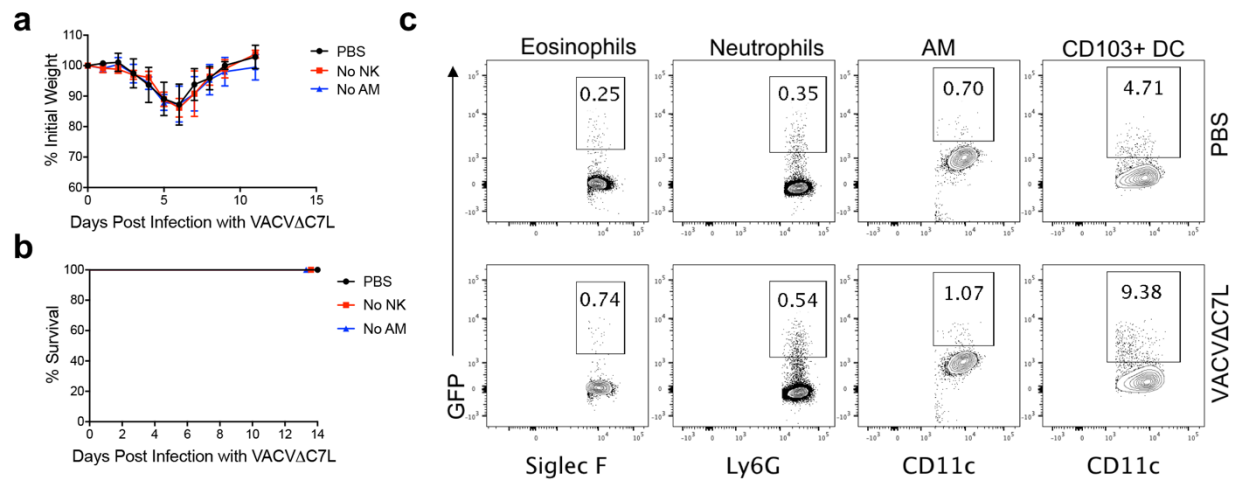 a
110
100
90
80
70
60
% Initial Weight
0
5
10
15
Days Post Infection with VACVΔC7L
PBS
No NK
No AM
b
100
80
60
40
20
0
% Survival
0 2 4 6 8 10 12 14
Days Post Infection with VACVΔC7L
PBS
No NK
No AM
c
Eosinophils
Neutrophils
AM
CD103+ DC
0.25
0.35
0.70
4.71
PBS
0.74
0.54
1.07
9.38
VACVΔC7L
GFP
Siglec F
Ly6G
CD11c
CD11c